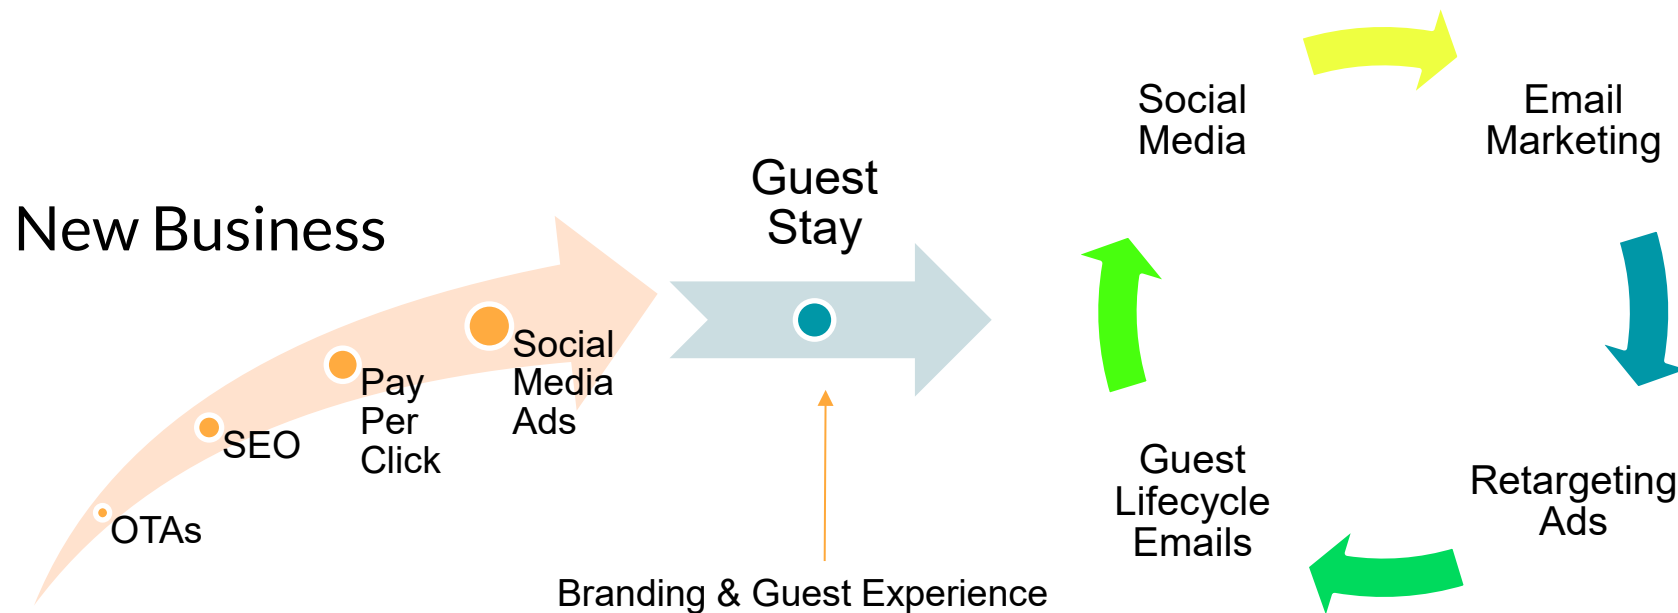 New Business
OTAs
SEO
Pay
Per
Click
Social
Media
Ads
Guest
Stay
Branding & Guest Experience
Social
Media
Email
Marketing
Retargeting
Ads
Guest
Lifecycle
Emails